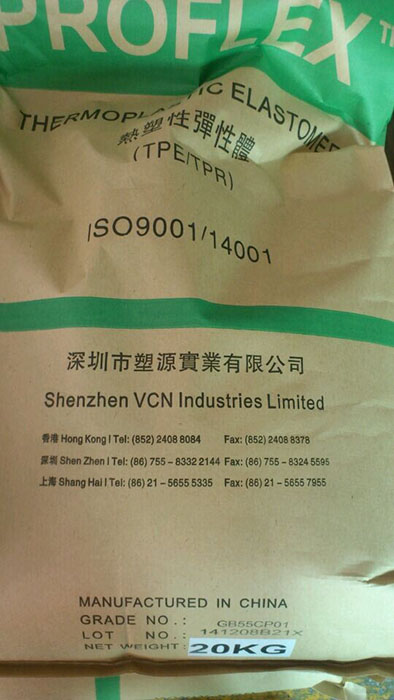 PROFLEX™
THERMOPLASTIC ELASTOMER
熱塑性彈性體
(TPE/TPR)
ISO9001/14001
深圳市塑源實業有限公司
Shenzhen VCN Industries Limited
香港 Hong Kong | Tel: (852) 2408 8084 Fax: (852) 2408 8378
深圳 Shen Zhen | Tel: (86) 755 – 8332 2144 Fax: (86) 755 – 8324 5595
上海 Shang Hai | Tel: (86) 21 – 5655 5335 Fax: (86) 21 – 5655 7955
MANUFACTURED IN CHINA
GRADE NO.: GB55CP01
LOT NO.: 141208B21X
NET WEIGHT: 20KG